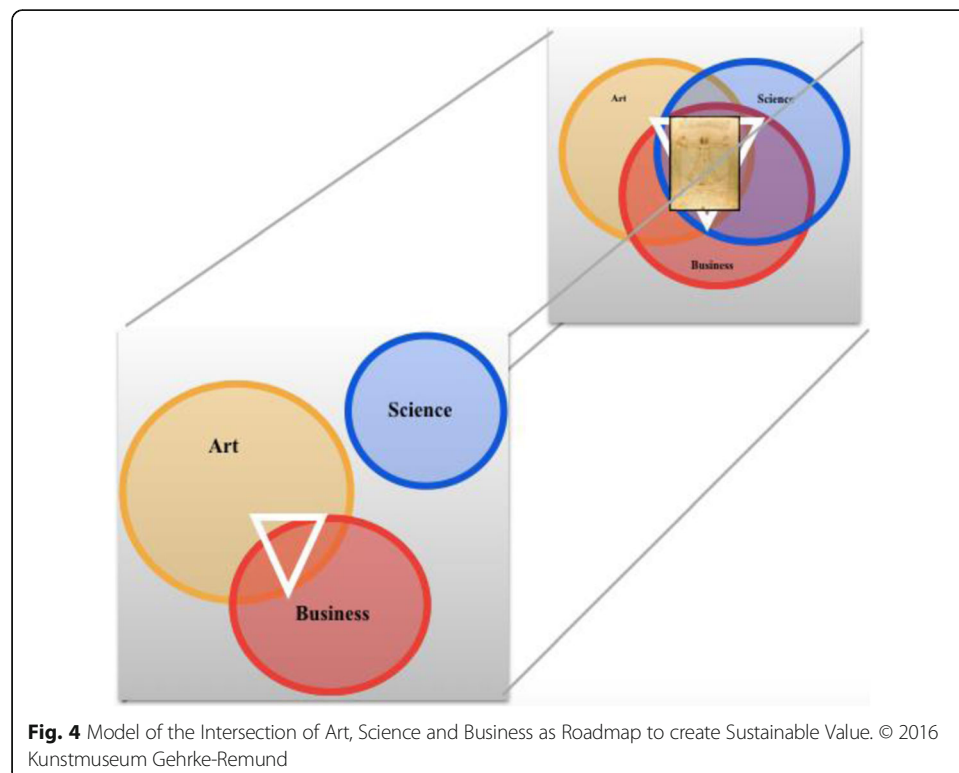 Art
Science
Business
Science
Art
Business
Fig. 4 Model of the Intersection of Art, Science and Business as Roadmap to create Sustainable Value. © 2016
Kunstmuseum Gehrke-Remund